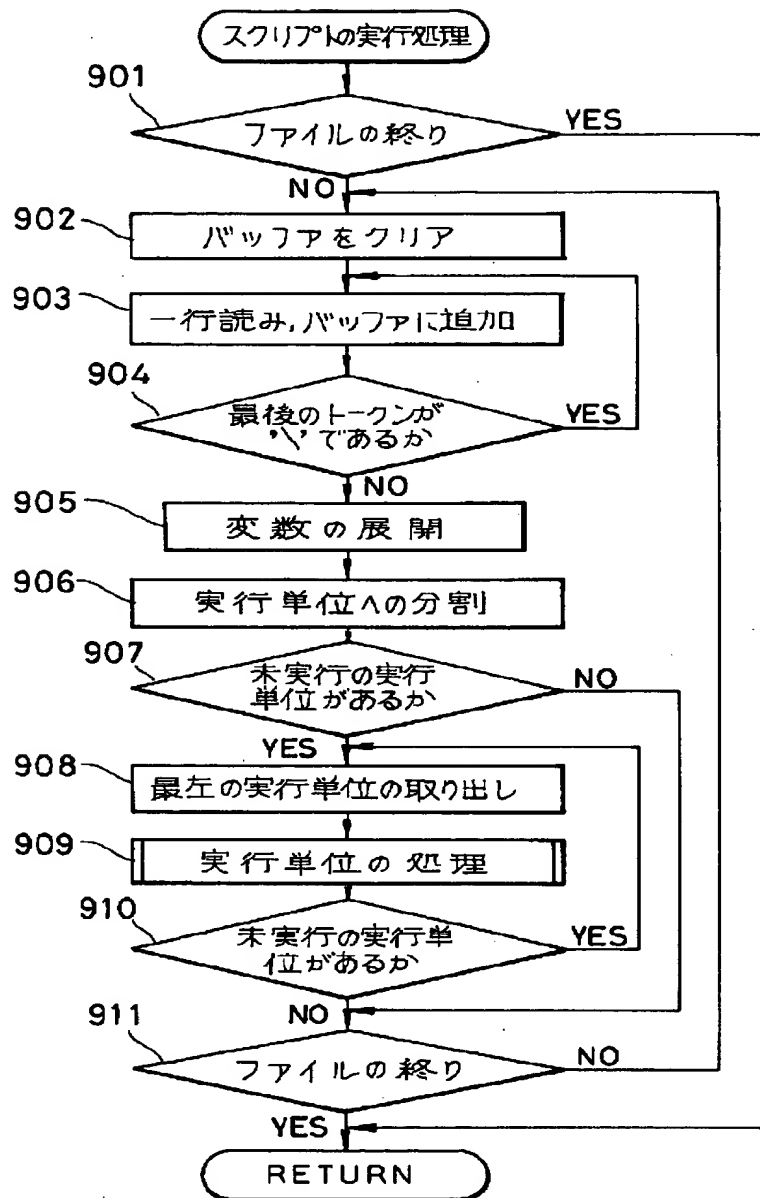 スクリプトの実行処理
901
ファイルの終り
YES
NO
902
バッファをクリア
903
一行読み,バッファに追加
904
最後のトークンが
'\'であるか
YES
NO
905
変数の展開
906
実行単位への分割
907
未実行の実行
単位があるか
NO
YES
908
最左の実行単位の取り出し
909
実行単位の処理
910
未実行の実行単
位があるか
YES
NO
911
ファイルの終り
NO
YES
RETURN